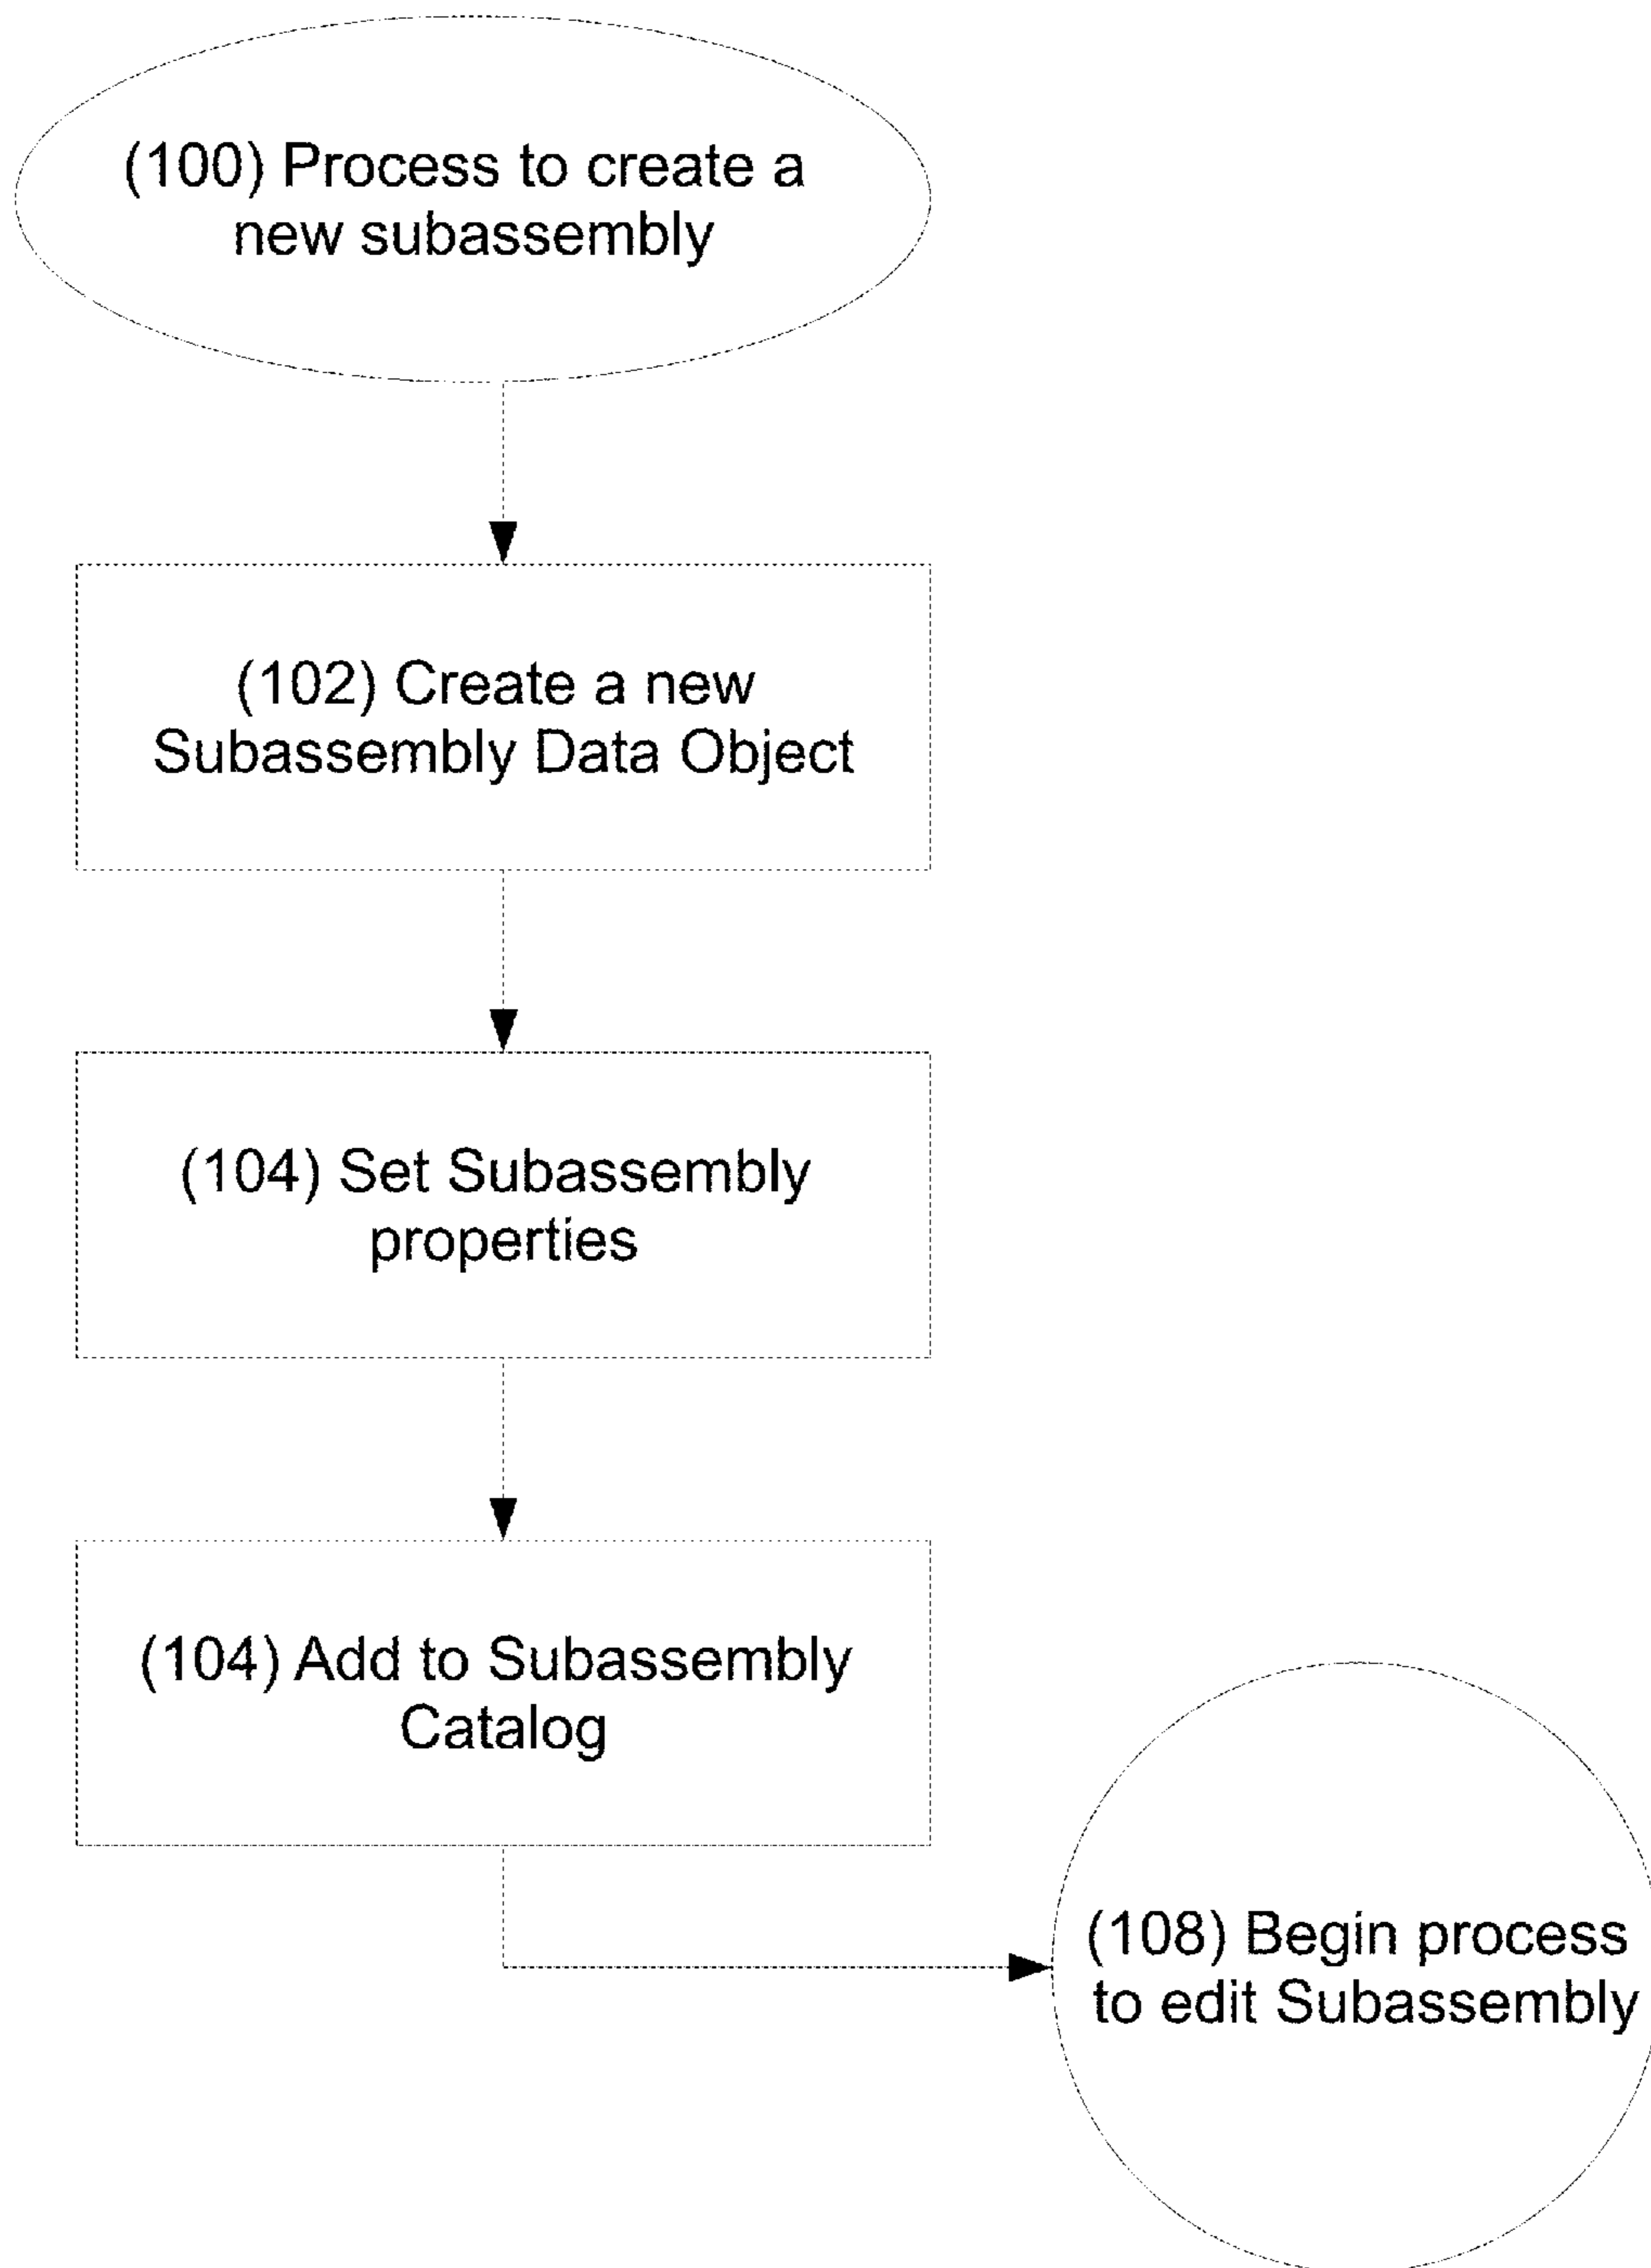 (100) Process to create a
new subassembly
(102) Create a new
Subassembly Data Object
(104) Set Subassembly
properties
(104) Add to Subassembly
Catalog
(108) Begin process
to edit Subassembly